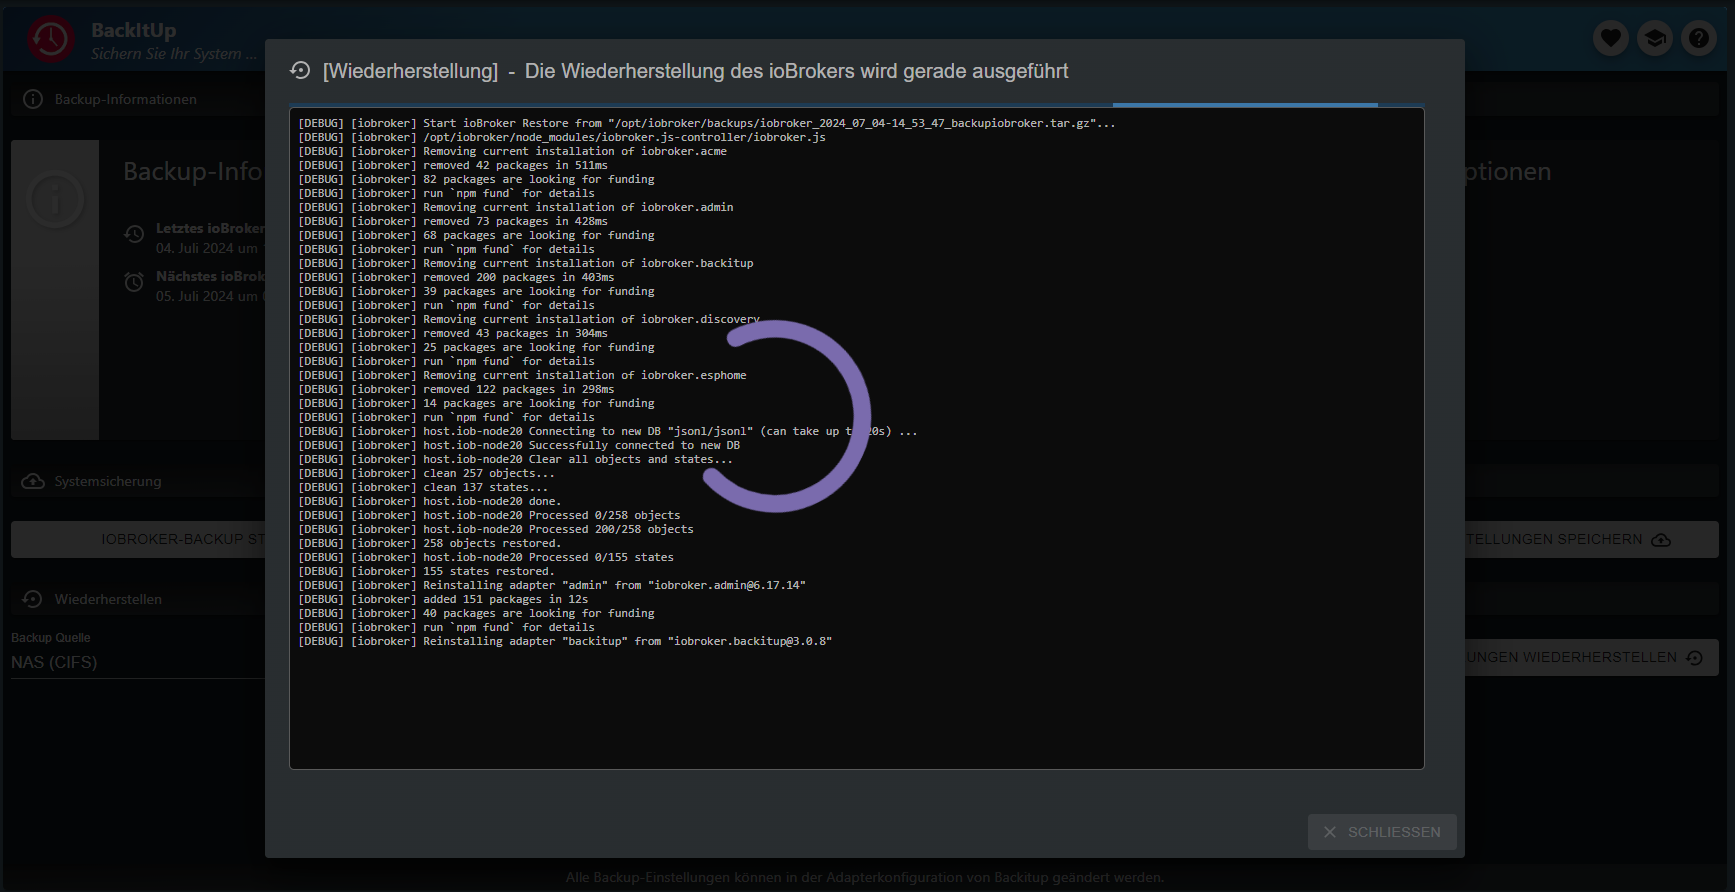 BackItUp
Sichern Sie Ihr System ...
[Wiederherstellung] - Die Wiederherstellung des ioBrokers wird gerade ausgeführt
Backup-Informationen
Backup-Info
ptionen
Letztes ioBroker
04. Juli 2024 um
Nächstes ioBrok
05. Juli 2024 um
[DEBUG] [iobroker] Start ioBroker Restore from "/opt/iobroker/backups/iobroker_2024_07_04-14_53_47_backupiobroker.tar.gz"...
[DEBUG] [iobroker] /opt/iobroker/node_modules/iobroker.js-controller/iobroker.js
[DEBUG] [iobroker] Removing current installation of iobroker.acme
[DEBUG] [iobroker] removed 42 packages in 511ms
[DEBUG] [iobroker] 82 packages are looking for funding
[DEBUG] [iobroker] run `npm fund` for details
[DEBUG] [iobroker] Removing current installation of iobroker.admin
[DEBUG] [iobroker] removed 73 packages in 428ms
[DEBUG] [iobroker] 68 packages are looking for funding
[DEBUG] [iobroker] run `npm fund` for details
[DEBUG] [iobroker] Removing current installation of iobroker.backitup
[DEBUG] [iobroker] removed 200 packages in 403ms
[DEBUG] [iobroker] 39 packages are looking for funding
[DEBUG] [iobroker] run `npm fund` for details
[DEBUG] [iobroker] Removing current installation of iobroker.discovery
[DEBUG] [iobroker] removed 43 packages in 304ms
[DEBUG] [iobroker] 25 packages are looking for funding
[DEBUG] [iobroker] run `npm fund` for details
[DEBUG] [iobroker] Removing current installation of iobroker.esphome
[DEBUG] [iobroker] removed 122 packages in 298ms
[DEBUG] [iobroker] 14 packages are looking for funding
[DEBUG] [iobroker] run `npm fund` for details
[DEBUG] [iobroker] host.iob-node20 Connecting to new DB "jsonl/jsonl" (can take up to 20s) ...
[DEBUG] [iobroker] host.iob-node20 Successfully connected to new DB
[DEBUG] [iobroker] host.iob-node20 Clear all objects and states...
[DEBUG] [iobroker] clean 257 objects...
[DEBUG] [iobroker] clean 137 states...
[DEBUG] [iobroker] host.iob-node20 done.
[DEBUG] [iobroker] host.iob-node20 Processed 0/258 objects
[DEBUG] [iobroker] host.iob-node20 Processed 200/258 objects
[DEBUG] [iobroker] 258 objects restored.
[DEBUG] [iobroker] host.iob-node20 Processed 0/155 states
[DEBUG] [iobroker] 155 states restored.
[DEBUG] [iobroker] Reinstalling adapter "admin" from "iobroker.admin@6.17.14"
[DEBUG] [iobroker] added 151 packages in 12s
[DEBUG] [iobroker] 40 packages are looking for funding
[DEBUG] [iobroker] run `npm fund` for details
[DEBUG] [iobroker] Reinstalling adapter "backitup" from "iobroker.backitup@3.0.8"
Systemsicherung
IOBROKER-BACKUP ST
TELLUNGEN SPEICHERN
Wiederherstellen
Backup Quelle
NAS (CIFS)
UNGEN WIEDERHERSTELLEN
SCHLIESSEN
Alle Backup-Einstellungen können in der Adapterkonfiguration von Backitup geändert werden.